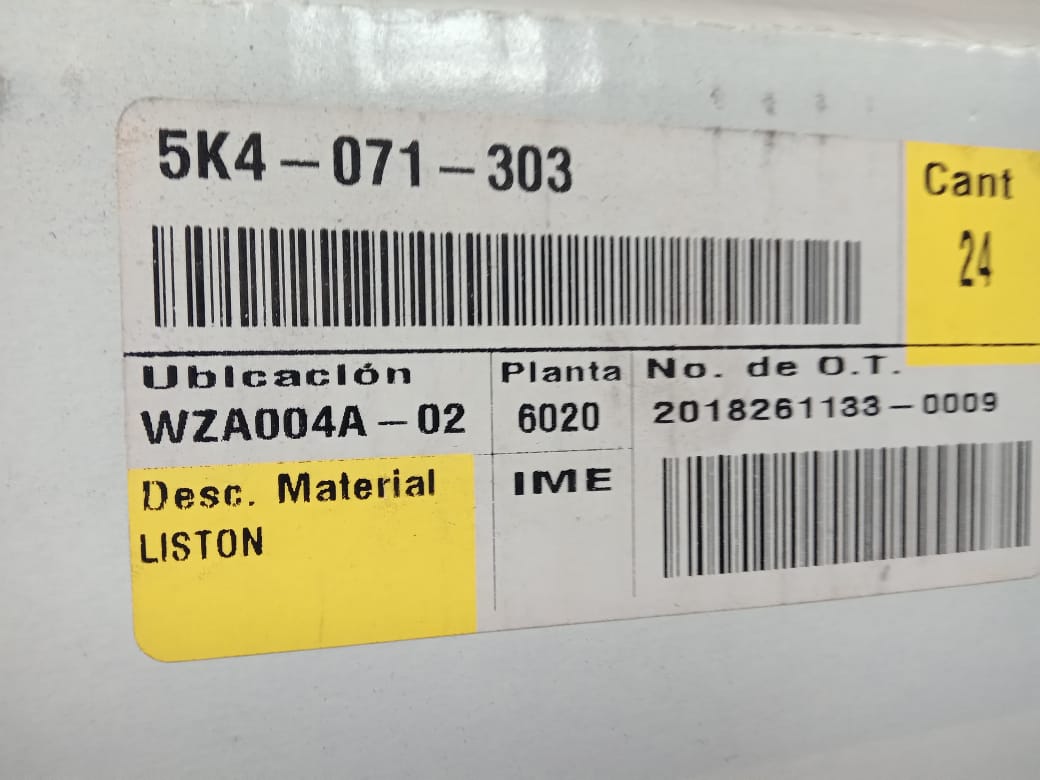 5K4-071-303
Cant
24
Ubicación
WZA004A-02
Planta
6020
No. de O.T.
2018261133-0009
Desc. Material
LISTON
IME